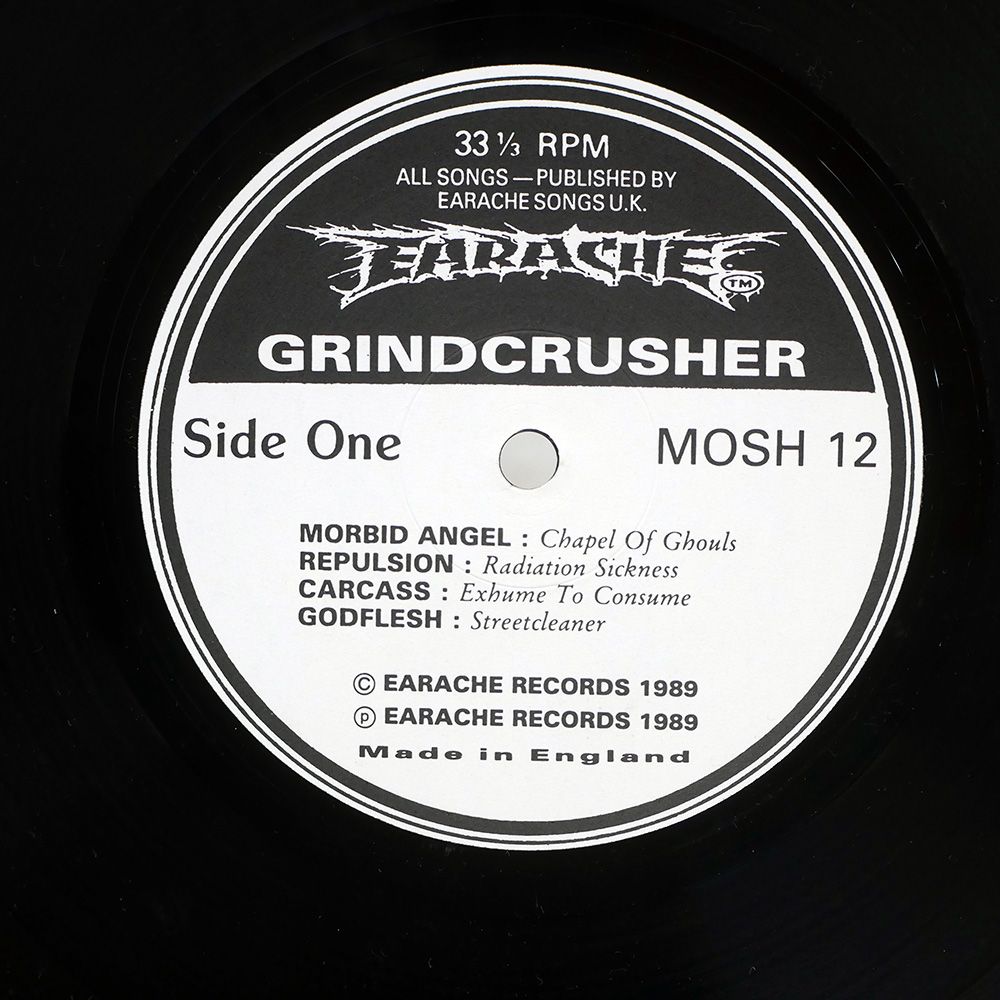 33 ⅓ RPM
ALL SONGS — PUBLISHED BY
EARACHE SONGS U.K.
EARACHE TM
GRINDCRUSHER
Side One
MOSH 12
MORBID ANGEL : Chapel Of Ghouls
REPULSION : Radiation Sickness
CARCASS : Exhume To Consume
GODFLESH : Streetcleaner
© EARACHE RECORDS 1989
℗ EARACHE RECORDS 1989
Made in England